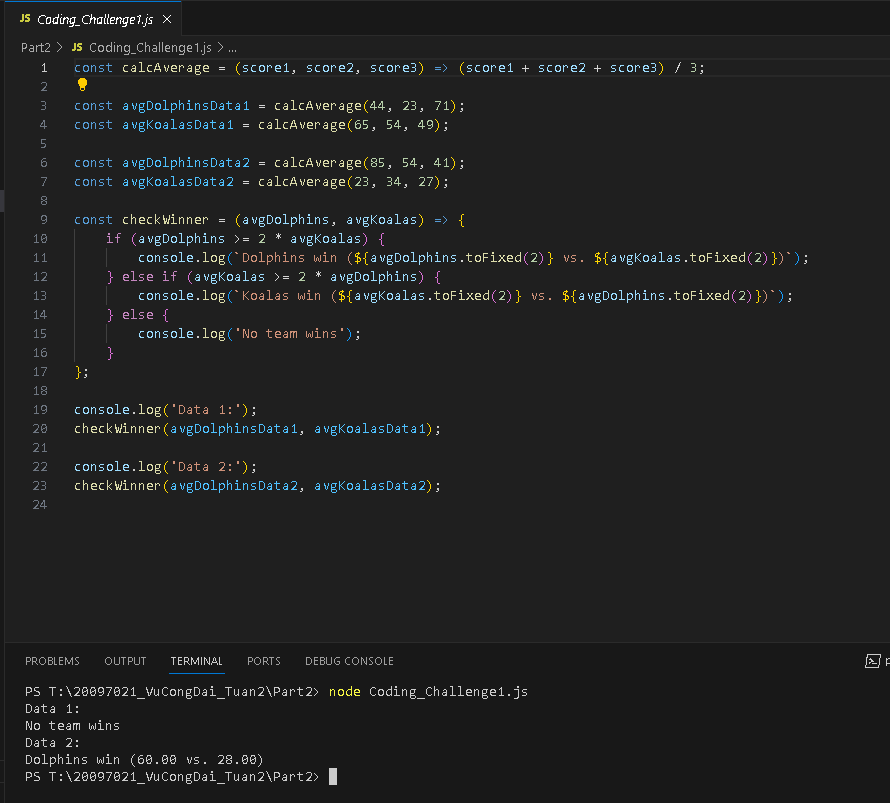 JS Coding_Challenge1.js ×
Part2 > JS Coding_Challenge1.js > ...
1 const calcAverage = (score1, score2, score3) => (score1 + score2 + score3) / 3;
2
3 const avgDolphinsData1 = calcAverage(44, 23, 71);
4 const avgKoalasData1 = calcAverage(65, 54, 49);
5
6 const avgDolphinsData2 = calcAverage(85, 54, 41);
7 const avgKoalasData2 = calcAverage(23, 34, 27);
8
9 const checkWinner = (avgDolphins, avgKoalas) => {
10     if (avgDolphins >= 2 * avgKoalas) {
11         console.log(`Dolphins win (${avgDolphins.toFixed(2)} vs. ${avgKoalas.toFixed(2)})`);
12     } else if (avgKoalas >= 2 * avgDolphins) {
13         console.log(`Koalas win (${avgKoalas.toFixed(2)} vs. ${avgDolphins.toFixed(2)})`);
14     } else {
15         console.log('No team wins');
16     }
17 };
18
19 console.log('Data 1:');
20 checkWinner(avgDolphinsData1, avgKoalasData1);
21
22 console.log('Data 2:');
23 checkWinner(avgDolphinsData2, avgKoalasData2);
24
PROBLEMS OUTPUT TERMINAL PORTS DEBUG CONSOLE p
PS T:\20097021_VuCongDai_Tuan2\Part2> node Coding_Challenge1.js
Data 1:
No team wins
Data 2:
Dolphins win (60.00 vs. 28.00)
PS T:\20097021_VuCongDai_Tuan2\Part2>